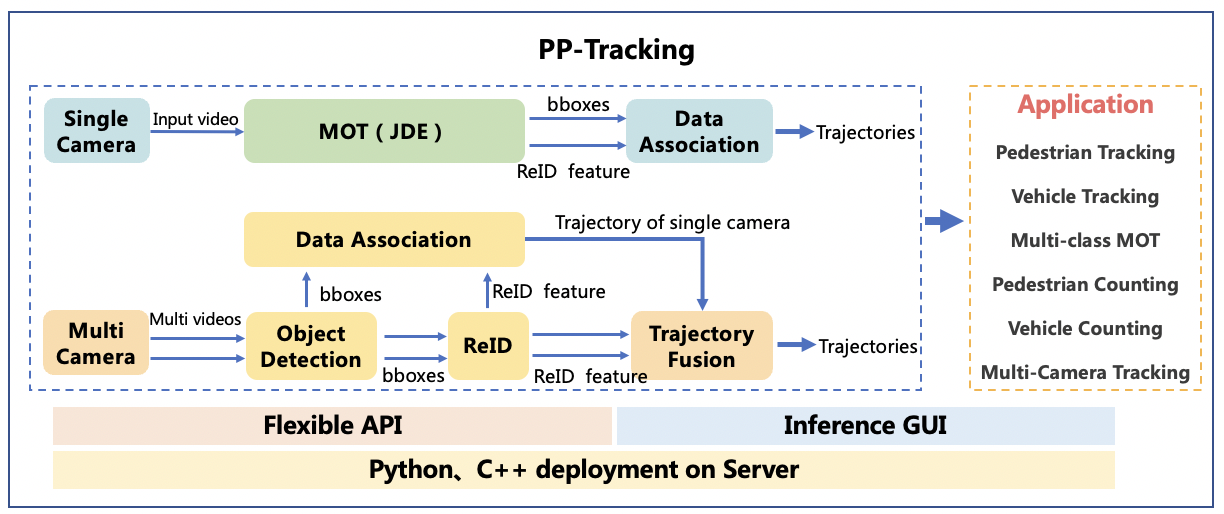 PP-Tracking
Single
Camera
Input video
MOT ( JDE )
bboxes
ReID feature
Data
Association
Trajectories
Data Association
Trajectory of single camera
bboxes
ReID feature
Multi
Camera
Multi videos
Object
Detection
bboxes
ReID
ReID feature
Trajectory
Fusion
Trajectories
Application
Pedestrian Tracking
Vehicle Tracking
Multi-class MOT
Pedestrian Counting
Vehicle Counting
Multi-Camera Tracking
Flexible API
Inference GUI
Python、C++ deployment on Server